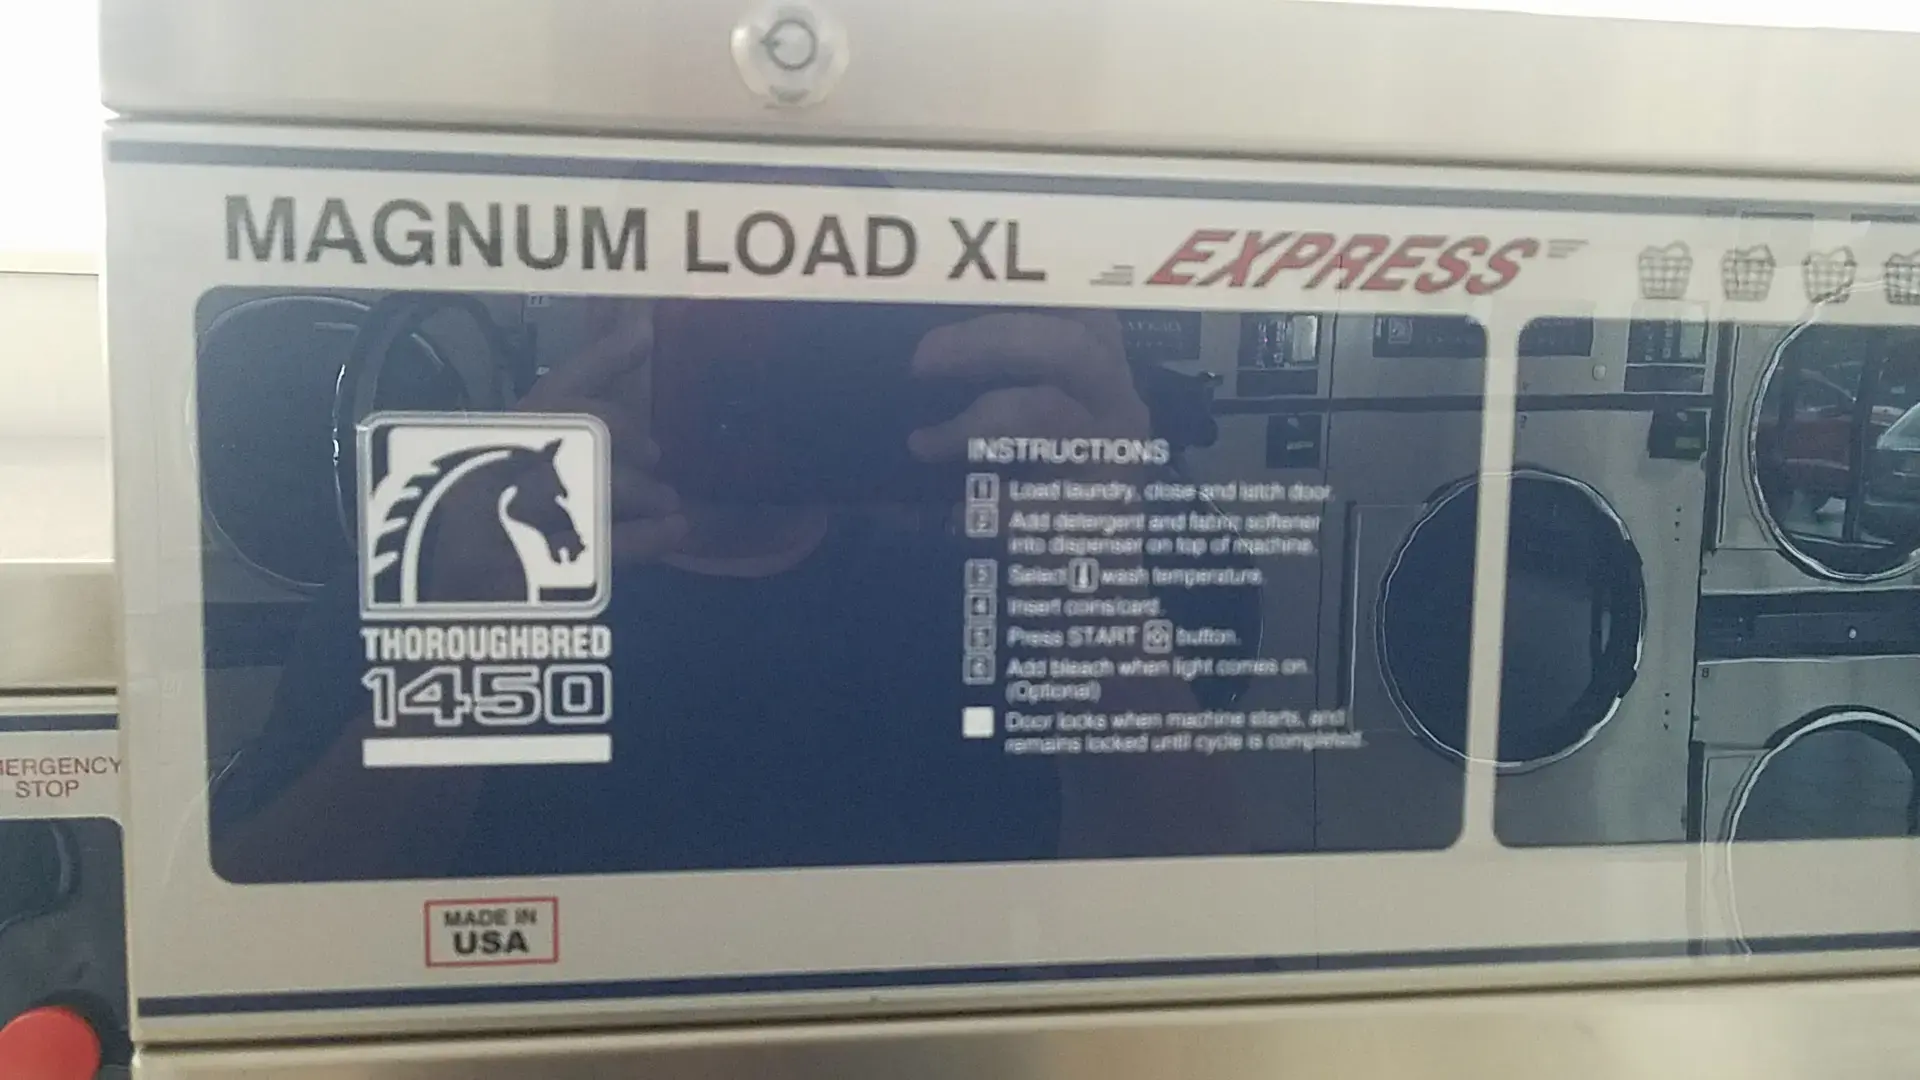 MAGNUM LOAD XL EXPRESS
THOROUGHBRED
1450
INSTRUCTIONS
1 Load laundry, close and latch door.
2 Add detergent and fabric softener
into dispenser on top of machine.
3 Select wash temperature.
4 Insert coins/card.
5 Press START button.
6 Add bleach when light comes on.
(Optional)
Door locks when machine starts, and
remains locked until cycle is completed.
MADE IN
USA
MERGENCY
STOP